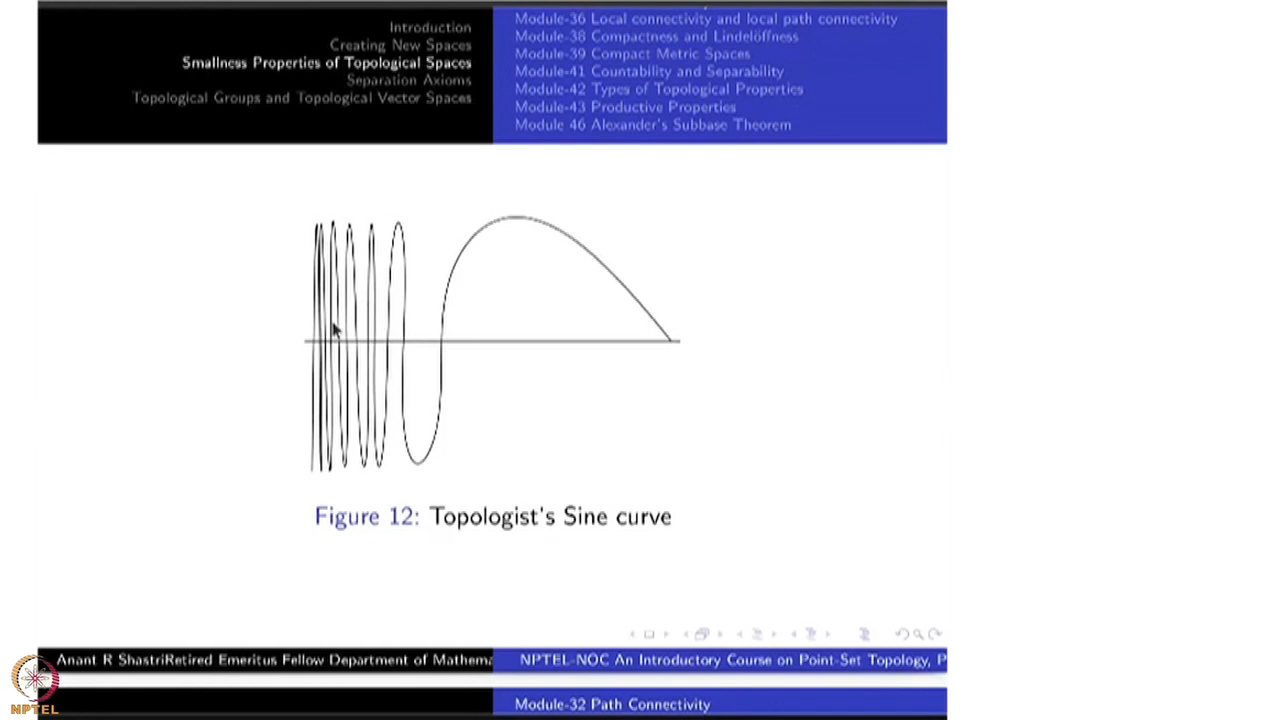 Introduction
Creating New Spaces
Smallness Properties of Topological Spaces
Separation Axioms
Topological Groups and Topological Vector Spaces
Module-36 Local connectivity and local path connectivity
Module-38 Compactness and Lindelöffness
Module-39 Compact Metric Spaces
Module-41 Countability and Separability
Module-42 Types of Topological Properties
Module-43 Productive Properties
Module 46 Alexander's Subbase Theorem
Figure 12: Topologist's Sine curve
Anant R ShastriRetired Emeritus Fellow Department of Mathema
NPTEL-NOC An Introductory Course on Point-Set Topology, P
NPTEL
Module-32 Path Connectivity